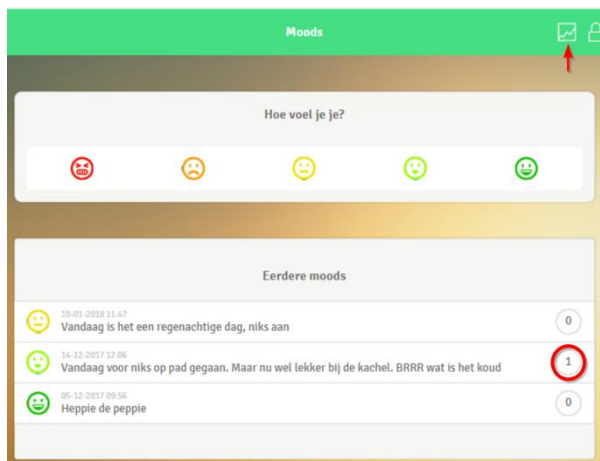 Moods
Hoe voel je je?
Eerdere moods
10-01-2018 11:47
Vandaag is het een regenachtige dag, niks aan
0
14-12-2017 12:06
Vandaag voor niks op pad gegaan. Maar nu wel lekker bij de kachel. BRRR wat is het koud
1
05-12-2017 09:56
Heppie de peppie
0